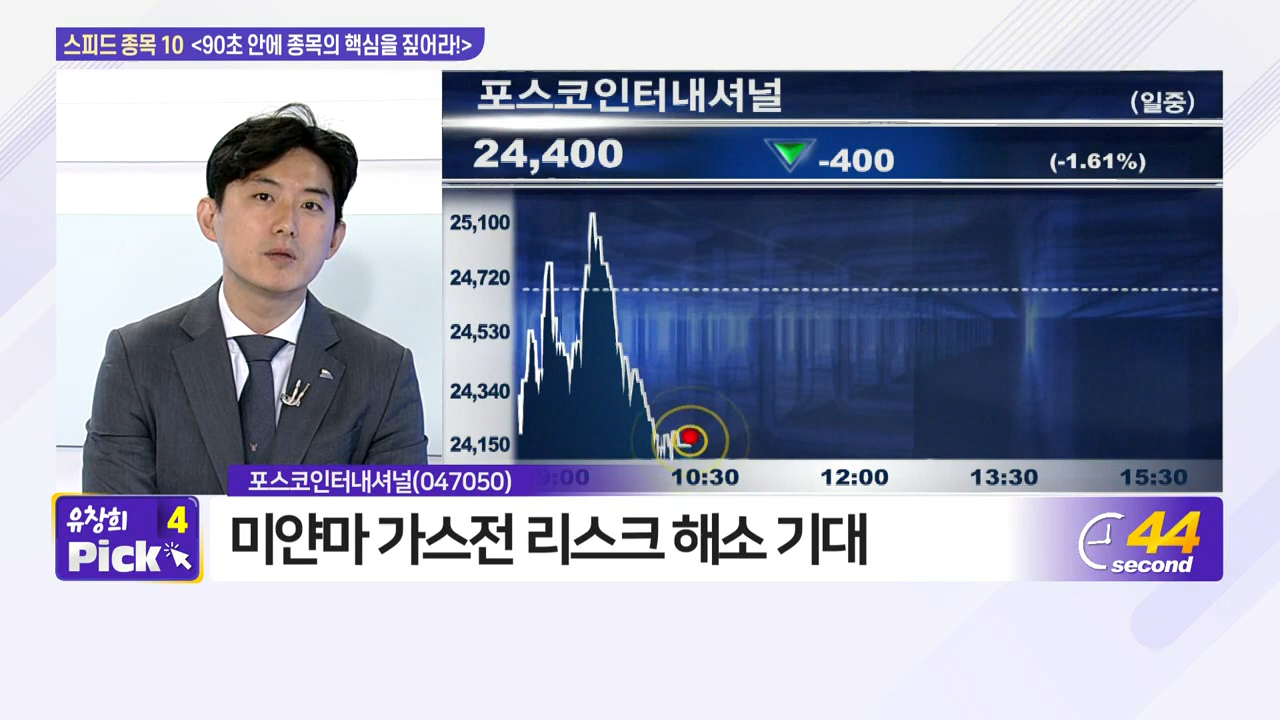 스피드 종목 10 <90초 안에 종목의 핵심을 짚어라!>
포스코인터내셔널 (일중)
24,400 -400 (-1.61%)
25,100
24,720
24,530
24,340
24,150
9:00 10:30 12:00 13:30 15:30
포스코인터내셔널(047050)
유창희 4
Pick
미얀마 가스전 리스크 해소 기대
44
second